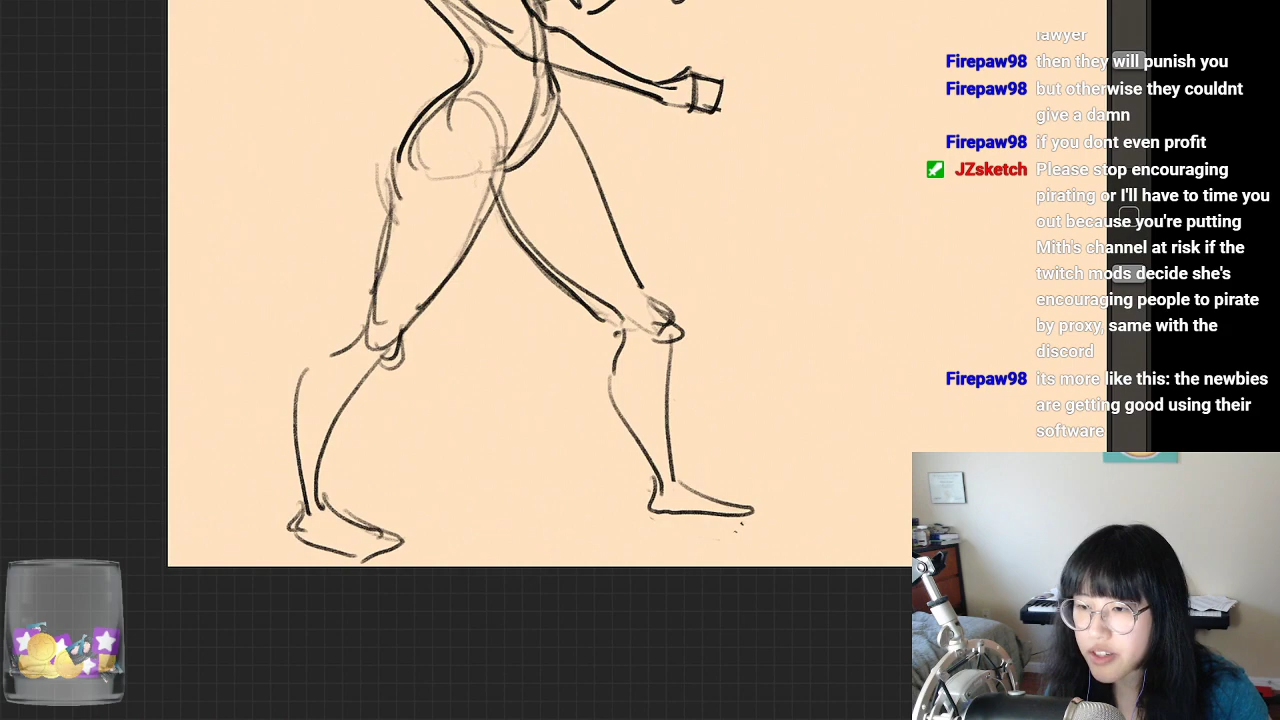 lawyer
Firepaw98 then they will punish you
Firepaw98 but otherwise they couldnt
give a damn
Firepaw98 if you dont even profit
JZsketch Please stop encouraging
pirating or I'll have to time you
out because you're putting
Mith's channel at risk if the
twitch mods decide she's
encouraging people to pirate
by proxy, same with the
discord
Firepaw98 its more like this: the newbies
are getting good using their
software